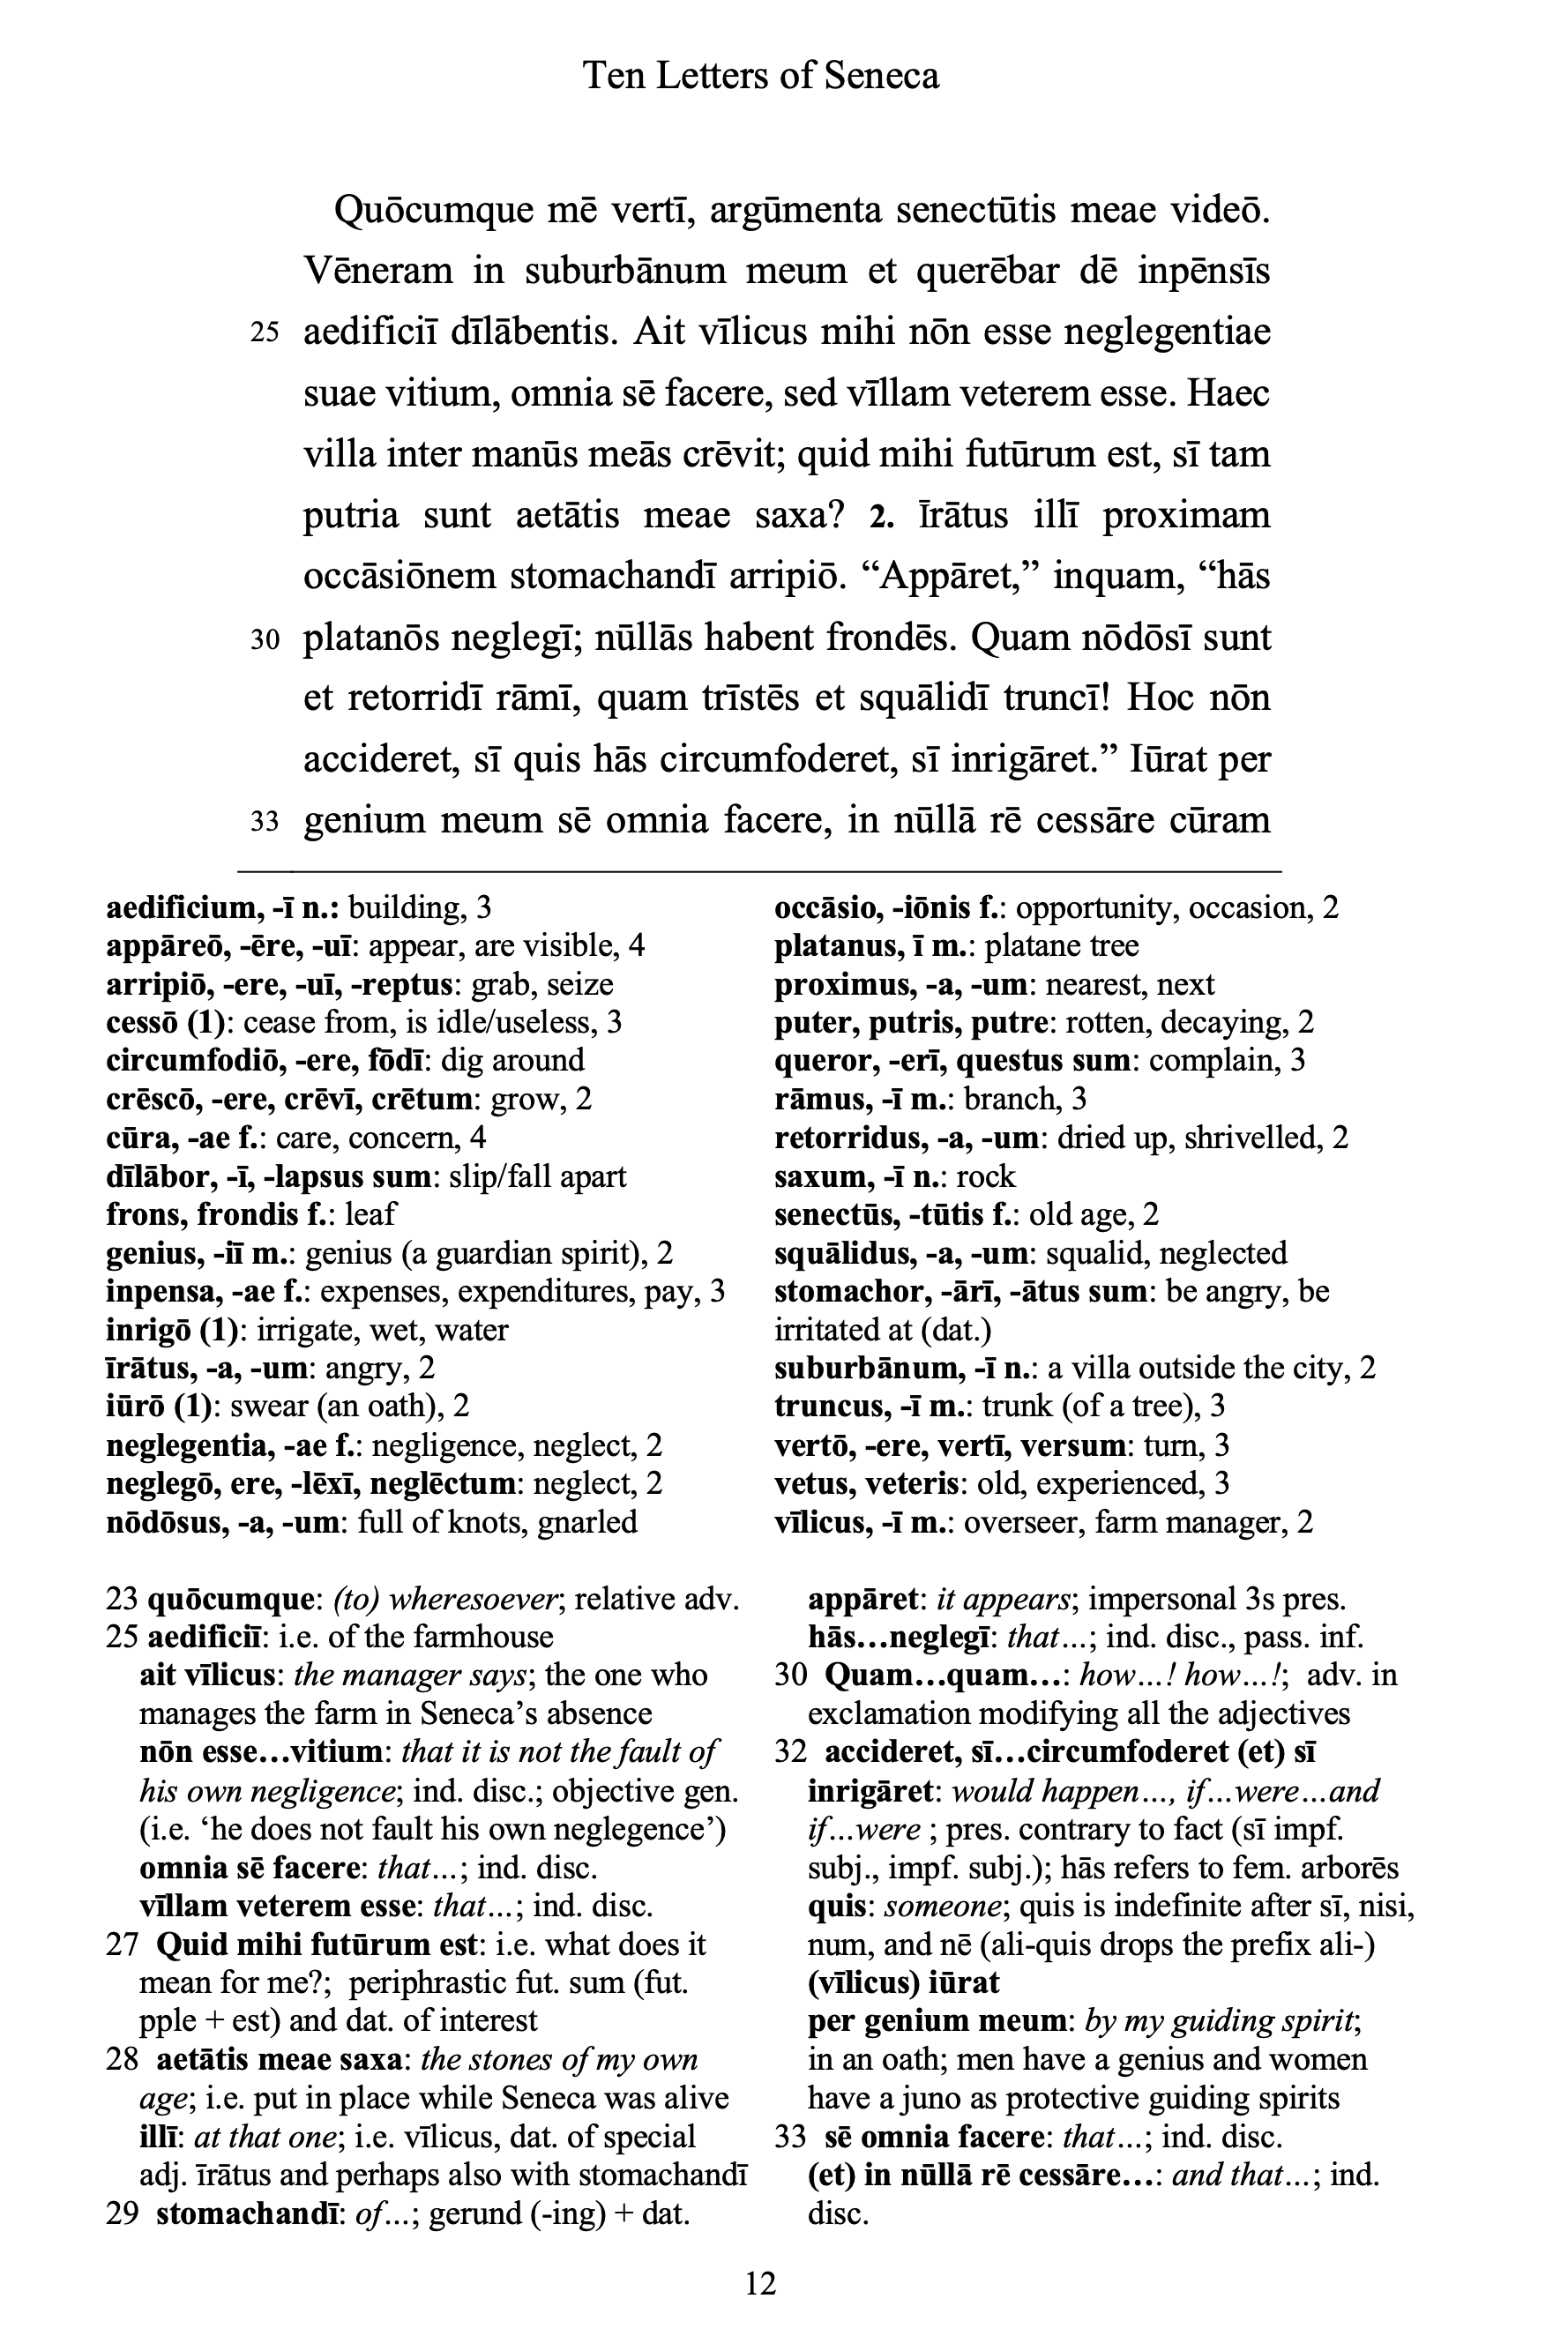 Ten Letters of Seneca
Quōcumque mē vertī, argūmenta senectūtis meae videō.
Vēneram in suburbānum meum et querēbar dē inpēnsīs
25 aedificiī dīlābentis. Ait vīlicus mihi nōn esse neglegentiae
suae vitium, omnia sē facere, sed vīllam veterem esse. Haec
villa inter manūs meās crēvit; quid mihi futūrum est, sī tam
putria sunt aetātis meae saxa? 2. Īrātus illī proximam
occāsiōnem stomachandī arripiō. “Appāret,” inquam, “hās
30 platanōs neglegī; nūllās habent frondēs. Quam nōdōsī sunt
et retorridī rāmī, quam trīstēs et squālidī truncī! Hoc nōn
accideret, sī quis hās circumfoderet, sī inrigāret.” Iūrat per
33 genium meum sē omnia facere, in nūllā rē cessāre cūram
aedificium, -ī n.: building, 3
appāreō, -ēre, -uī: appear, are visible, 4
arripiō, -ere, -uī, -reptus: grab, seize
cessō (1): cease from, is idle/useless, 3
circumfodiō, -ere, fōdī: dig around
crēscō, -ere, crēvī, crētum: grow, 2
cūra, -ae f.: care, concern, 4
dīlābor, -ī, -lapsus sum: slip/fall apart
frons, frondis f.: leaf
genius, -iī m.: genius (a guardian spirit), 2
inpensa, -ae f.: expenses, expenditures, pay, 3
inrigō (1): irrigate, wet, water
īrātus, -a, -um: angry, 2
iūrō (1): swear (an oath), 2
neglegentia, -ae f.: negligence, neglect, 2
neglegō, ere, -lēxī, neglēctum: neglect, 2
nōdōsus, -a, -um: full of knots, gnarled
occāsio, -iōnis f.: opportunity, occasion, 2
platanus, ī m.: platane tree
proximus, -a, -um: nearest, next
puter, putris, putre: rotten, decaying, 2
queror, -erī, questus sum: complain, 3
rāmus, -ī m.: branch, 3
retorridus, -a, -um: dried up, shrivelled, 2
saxum, -ī n.: rock
senectūs, -tūtis f.: old age, 2
squālidus, -a, -um: squalid, neglected
stomachor, -ārī, -ātus sum: be angry, be
irritated at (dat.)
suburbānum, -ī n.: a villa outside the city, 2
truncus, -ī m.: trunk (of a tree), 3
vertō, -ere, vertī, versum: turn, 3
vetus, veteris: old, experienced, 3
vīlicus, -ī m.: overseer, farm manager, 2
23 quōcumque: (to) wheresoever; relative adv.
25 aedificiī: i.e. of the farmhouse
ait vīlicus: the manager says; the one who
manages the farm in Seneca’s absence
nōn esse…vitium: that it is not the fault of
his own negligence; ind. disc.; objective gen.
(i.e. ‘he does not fault his own neglegence’)
omnia sē facere: that…; ind. disc.
vīllam veterem esse: that…; ind. disc.
27 Quid mihi futūrum est: i.e. what does it
mean for me?; periphrastic fut. sum (fut.
pple + est) and dat. of interest
28 aetātis meae saxa: the stones of my own
age; i.e. put in place while Seneca was alive
illī: at that one; i.e. vīlicus, dat. of special
adj. īrātus and perhaps also with stomachandī
29 stomachandī: of…; gerund (-ing) + dat.
appāret: it appears; impersonal 3s pres.
hās…neglegī: that…; ind. disc., pass. inf.
30 Quam…quam…: how…! how…!; adv. in
exclamation modifying all the adjectives
32 accideret, sī…circumfoderet (et) sī
inrigāret: would happen…, if…were…and
if…were ; pres. contrary to fact (sī impf.
subj., impf. subj.); hās refers to fem. arborēs
quis: someone; quis is indefinite after sī, nisi,
num, and nē (ali-quis drops the prefix ali-)
(vīlicus) iūrat
per genium meum: by my guiding spirit;
in an oath; men have a genius and women
have a juno as protective guiding spirits
33 sē omnia facere: that…; ind. disc.
(et) in nūllā rē cessāre…: and that…; ind.
disc.
12